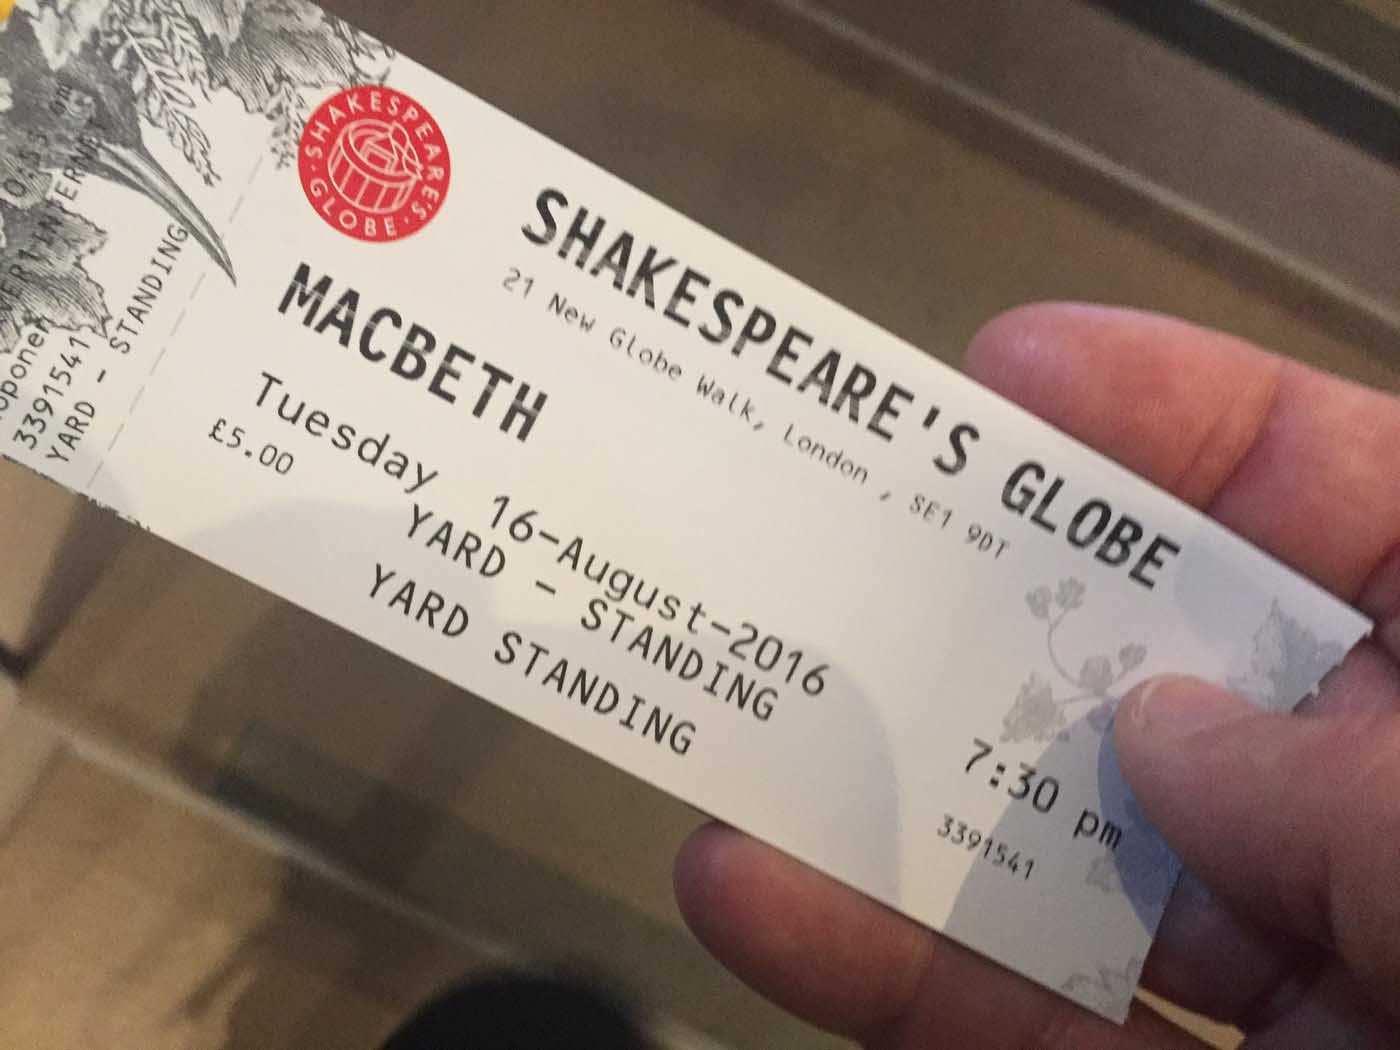 SHAKESPEARE'S GLOBE
SHAKESPEARE'S GLOBE
21 New Globe Walk, London , SE1 9DT
MACBETH
Tuesday 16-August-2016
£5.00
YARD - STANDING
YARD STANDING
7:30 pm
3391541
3391541
YARD - STANDING